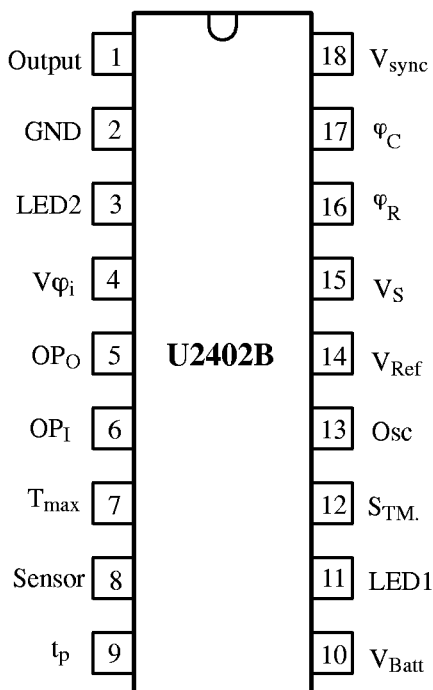 Output 1 18 Vsync
GND 2 17 φC
LED2 3 16 φR
Vφi 4 15 VS
OPO 5 U2402B 14 VRef
OPI 6 13 Osc
Tmax 7 12 STM.
Sensor 8 11 LED1
tp 9 10 VBatt